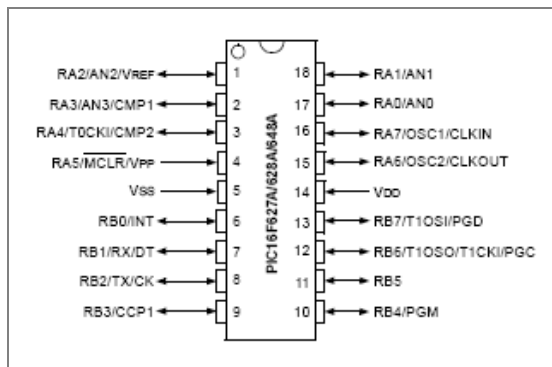 RA2/AN2/VREF 1 18 RA1/AN1
RA3/AN3/CMP1 2 17 RA0/AN0
RA4/T0CKI/CMP2 3 16 RA7/OSC1/CLKIN
RA5/MCLR/VPP 4 15 RA6/OSC2/CLKOUT
VSS 5 14 VDD
RB0/INT 6 13 RB7/T1OSI/PGD
RB1/RX/DT 7 12 RB6/T1OSO/T1CKI/PGC
RB2/TX/CK 8 11 RB5
RB3/CCP1 9 10 RB4/PGM
PIC16F627A/628A/648A